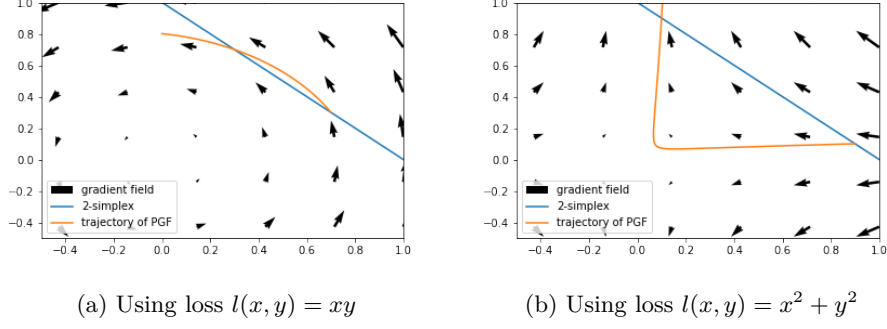 1.0
0.8
0.6
0.4
0.2
0.0
−0.2
−0.4
gradient field
2-simplex
trajectory of PGF
−0.4 −0.2 0.0 0.2 0.4 0.6 0.8 1.0
(a) Using loss l(x, y) = xy
1.0
0.8
0.6
0.4
0.2
0.0
−0.2
−0.4
gradient field
2-simplex
trajectory of PGF
−0.4 −0.2 0.0 0.2 0.4 0.6 0.8 1.0
(b) Using loss l(x, y) = x² + y²